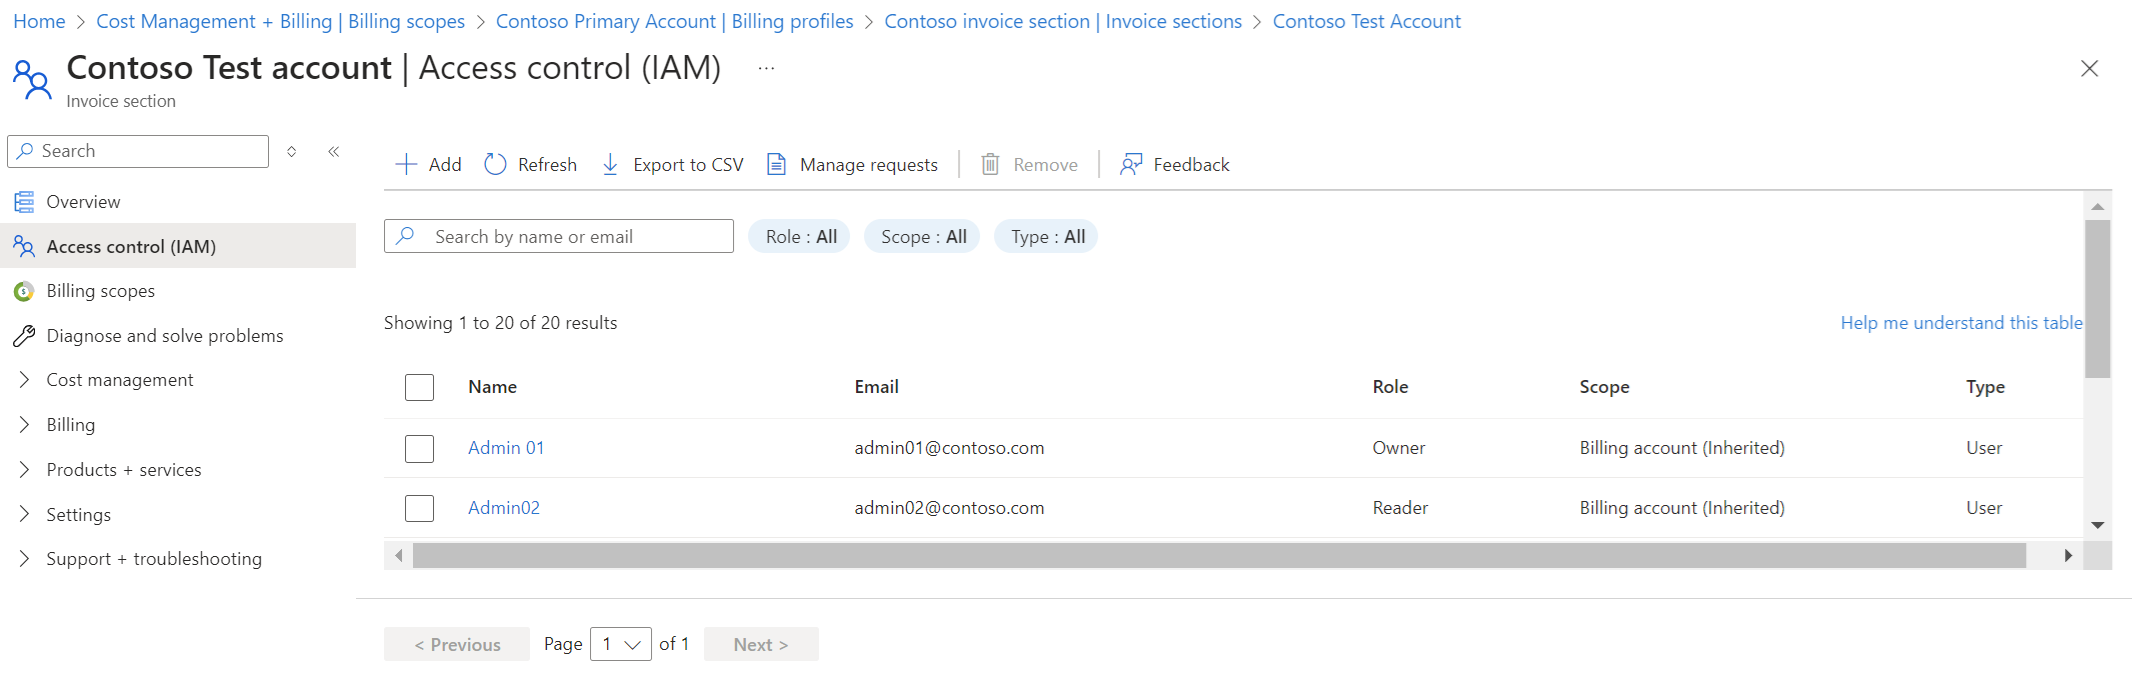 Home > Cost Management + Billing | Billing scopes > Contoso Primary Account | Billing profiles > Contoso invoice section | Invoice sections > Contoso Test Account
Contoso Test account | Access control (IAM) ...
Invoice section
Search
Overview
Access control (IAM)
Billing scopes
Diagnose and solve problems
Cost management
Billing
Products + services
Settings
Support + troubleshooting
Add Refresh Export to CSV Manage requests Remove Feedback
Search by name or email Role : All Scope : All Type : All
Showing 1 to 20 of 20 results Help me understand this table
Name Email Role Scope Type
Admin 01 admin01@contoso.com Owner Billing account (Inherited) User
Admin02 admin02@contoso.com Reader Billing account (Inherited) User
< Previous Page 1 of 1 Next >